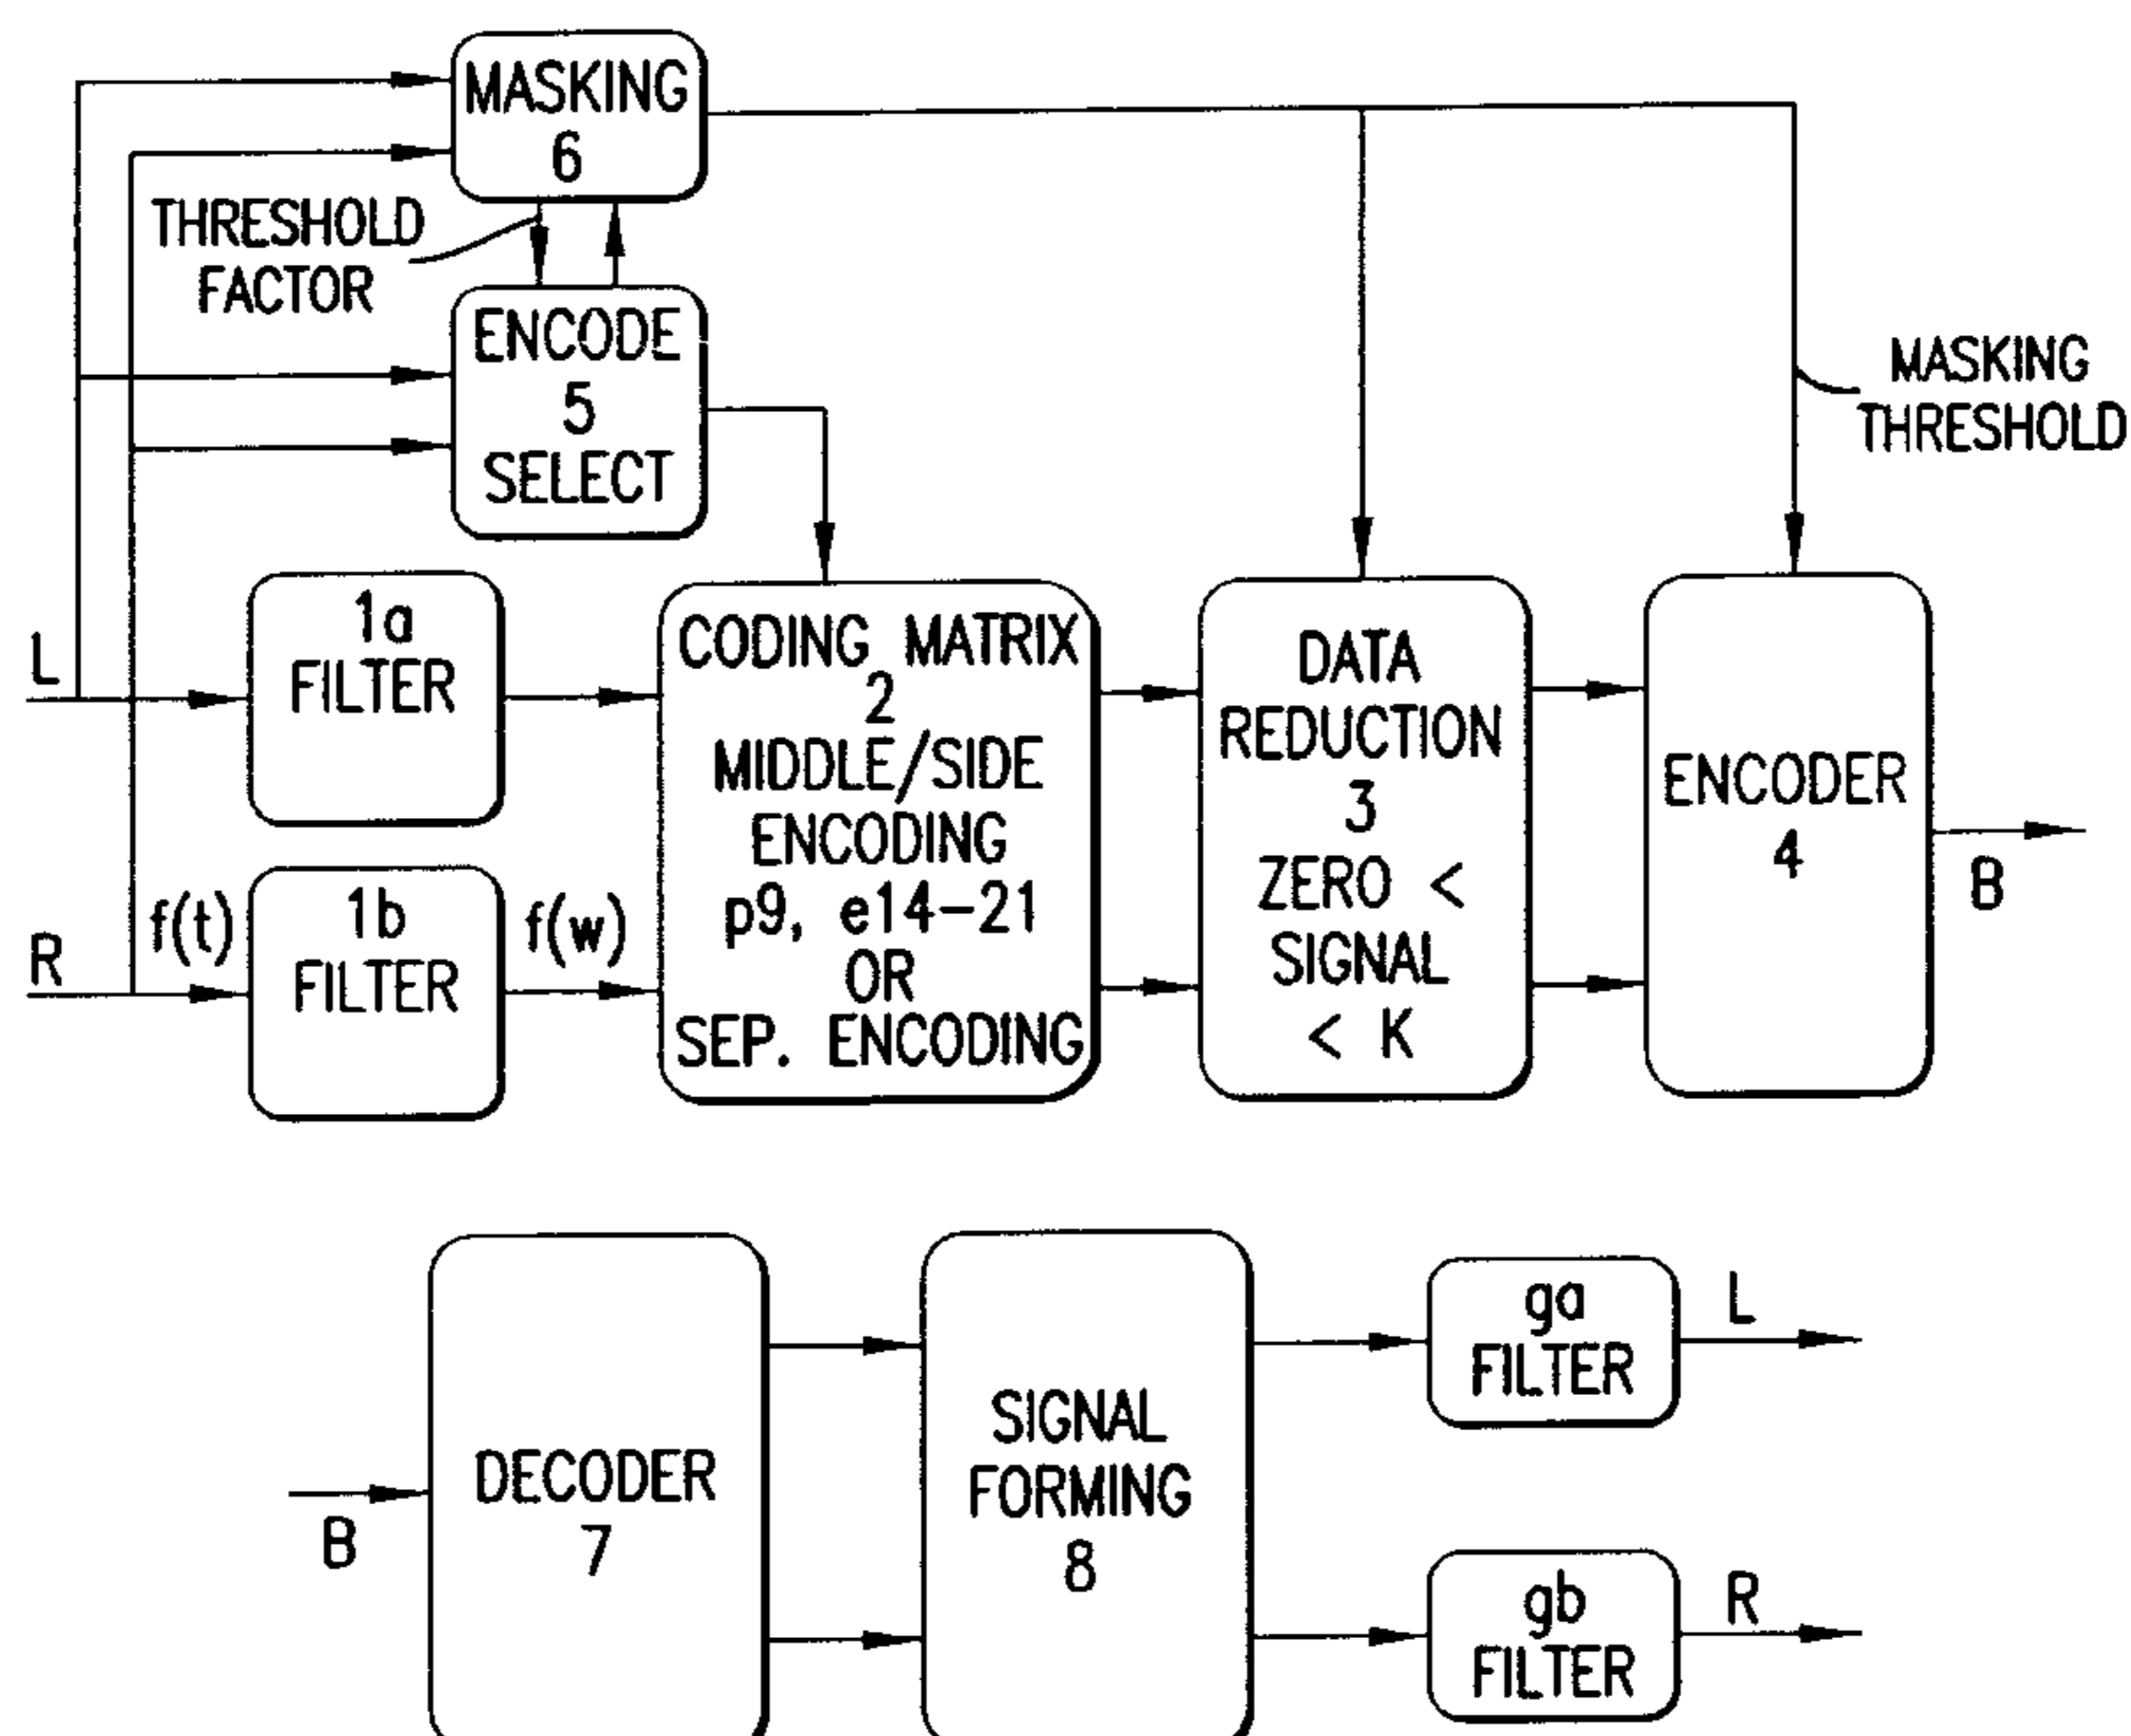 MASKING
6
THRESHOLD
FACTOR
ENCODE
5
SELECT
MASKING
THRESHOLD
L
1a
FILTER
R
f(t)
1b
FILTER
f(w)
CODING MATRIX
2
MIDDLE/SIDE
ENCODING
p9, e14-21
OR
SEP. ENCODING
DATA
REDUCTION
3
ZERO <
SIGNAL
< K
ENCODER
4
B
B
DECODER
7
SIGNAL
FORMING
8
ga
FILTER
L
gb
FILTER
R